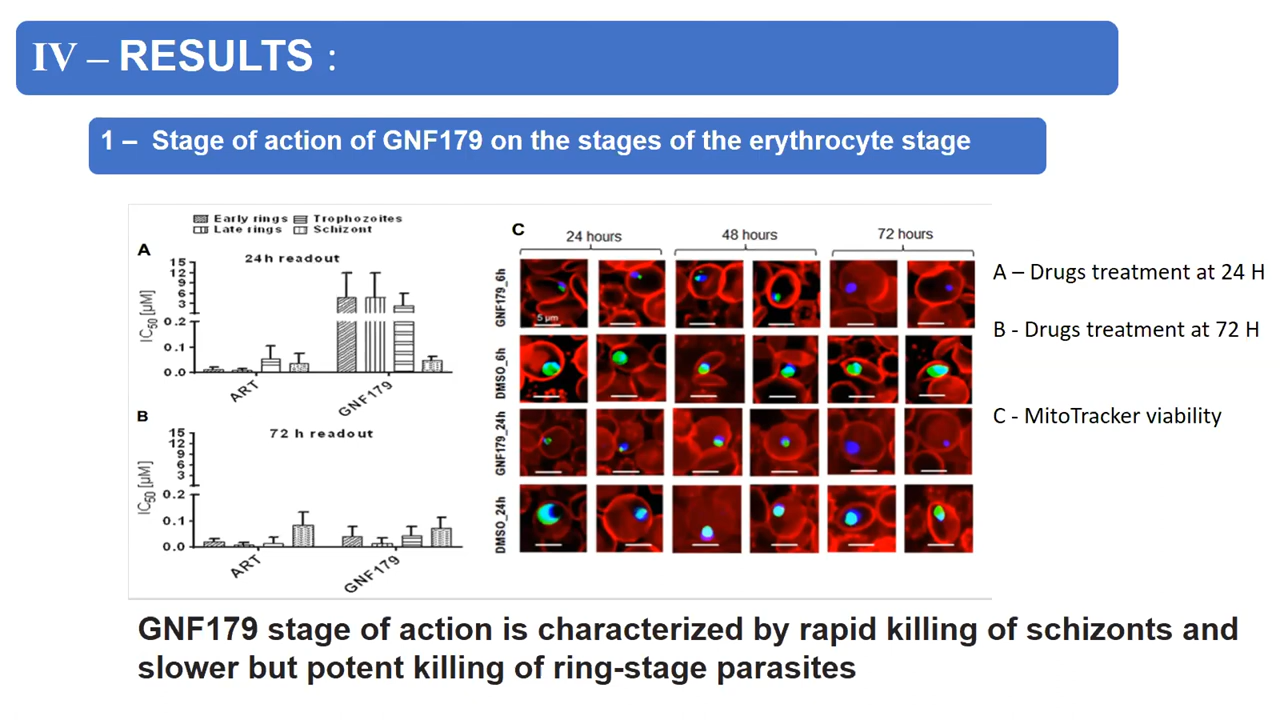 IV – RESULTS :
1 – Stage of action of GNF179 on the stages of the erythrocyte stage
Early rings Trophozoites
Late rings Schizont
A
24h readout
IC50 [µM]
15
12
9
6
3
0.2
0.1
0.0
ART
GNF179
B
72 h readout
IC50 [µM]
15
12
9
6
3
0.2
0.1
0.0
ART
GNF179
C
24 hours 48 hours 72 hours
GNF179_6h
5 µm
DMSO_6h
GNF179_24h
DMSO_24h
A – Drugs treatment at 24 H
B - Drugs treatment at 72 H
C - MitoTracker viability
GNF179 stage of action is characterized by rapid killing of schizonts and
slower but potent killing of ring-stage parasites